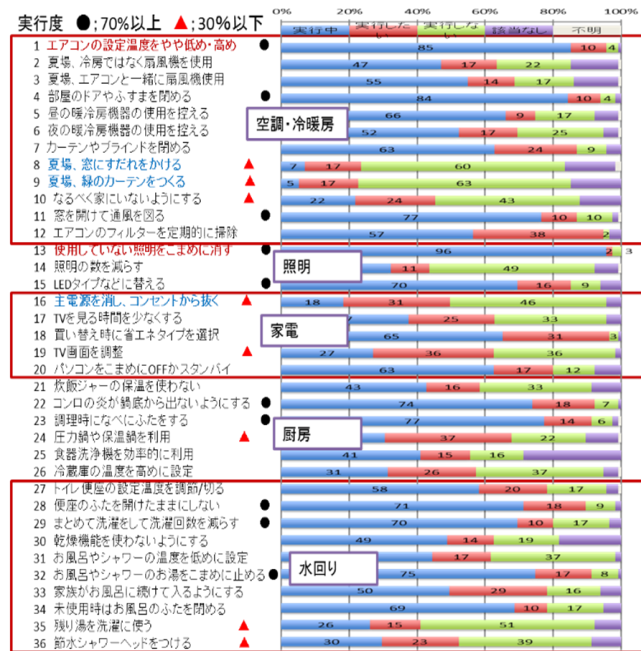 実行度 ●;70%以上 ▲;30%以下
0% 20% 40% 60% 80% 100%
実行中 実行したい 実行しない 該当なし 不明
1 エアコンの設定温度をやや低め・高め ● 85 10 4
2 夏場、冷房ではなく扇風機を使用 47 17 22
3 夏場、エアコンと一緒に扇風機使用 55 14 17
4 部屋のドアやふすまを閉める ● 84 10 4
5 昼の暖冷房機器の使用を控える 66 9 17
空調・冷暖房
6 夜の暖冷房機器の使用を控える 52 17 25
7 カーテンやブラインドを閉める 63 24 9
8 夏場、窓にすだれをかける ▲ 7 17 60
9 夏場、緑のカーテンをつくる ▲ 5 17 63
10 なるべく家にいないようにする ▲ 22 24 43
11 窓を開けて通風を図る ● 77 10 10
12 エアコンのフィルターを定期的に掃除 57 38 2
13 使用していない照明をこまめに消す ● 96 2 3
照明
14 照明の数を減らす 11 49
15 LEDタイプなどに替える ● 70 16 9
16 主電源を消し、コンセントから抜く ▲ 18 31 46
17 TVを見る時間を少なくする 25 33
家電
18 買い替え時に省エネタイプを選択 65 31 3
19 TV画面を調整 ▲ 27 36 36
20 パソコンをこまめにOFFかスタンバイ 63 17 12
21 炊飯ジャーの保温を使わない 43 16 33
22 コンロの炎が鍋底から出ないようにする ● 74 18 7
23 調理時になべにふたをする ● 77 14 6
厨房
24 圧力鍋や保温鍋を利用 ▲ 37 22
25 食器洗浄機を効率的に利用 41 15 16
26 冷蔵庫の温度を高めに設定 31 26 37
27 トイレ便座の設定温度を調節/切る 58 20 17
28 便座のふたを開けたままにしない ● 71 18 9
29 まとめて洗濯をして洗濯回数を減らす ● 70 10 17
30 乾燥機能を使わないようにする 49 14 19
31 お風呂やシャワーの温度を低めに設定 17 37
水回り
32 お風呂やシャワーのお湯をこまめに止める ● 75 17 8
33 家族がお風呂に続けて入るようにする 50 29 16
34 未使用時はお風呂のふたを閉める 69 10 17
35 残り湯を洗濯に使う ▲ 26 15 51
36 節水シャワーヘッドをつける ▲ 30 23 39